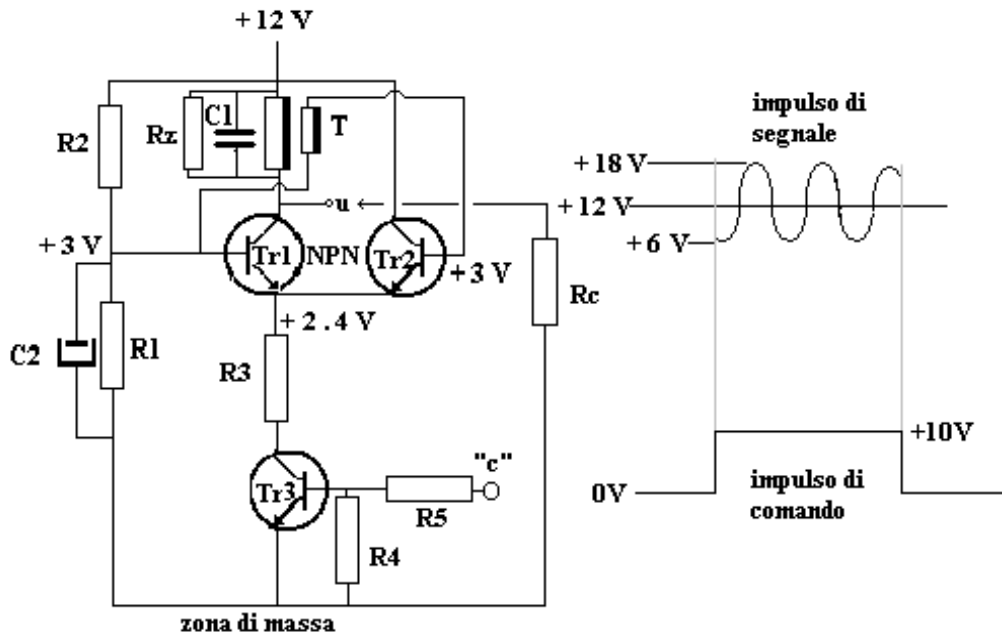 + 12 V
R2
Rz
C1
T
impulso di
segnale
+ 18 V
+ 12 V
+ 6 V
u
+ 3 V
Tr1
NPN
Tr2
+ 3 V
Rc
+ 2 . 4 V
C2
R1
R3
"c"
Tr3
R5
R4
+10V
0V
impulso di
comando
zona di massa